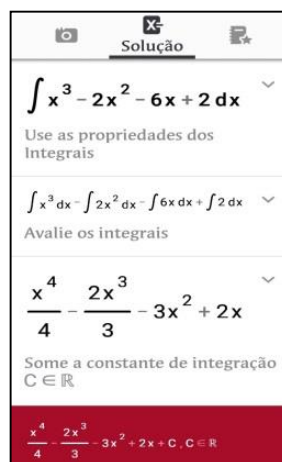 Solução
∫ x³ - 2x² - 6x + 2 dx
Use as propriedades dos
Integrais
∫ x³ dx - ∫ 2x² dx - ∫ 6x dx + ∫ 2 dx
Avalie os integrais
x⁴/4 - 2x³/3 - 3x² + 2x
Some a constante de integração
C ∈ ℝ
x⁴/4 - 2x³/3 - 3x² + 2x + C , C ∈ ℝ